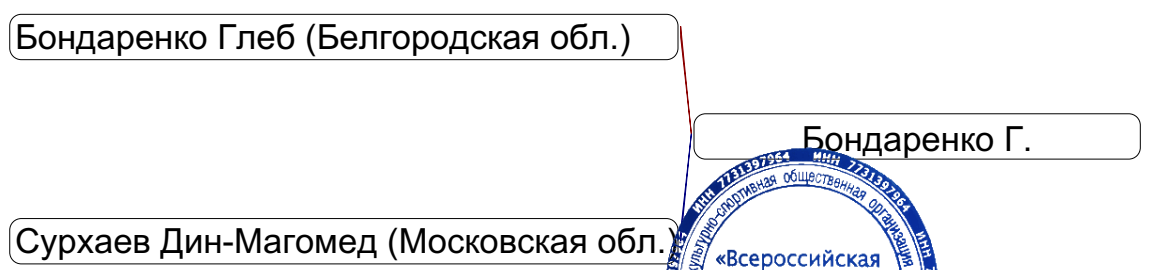 Бондаренко Глеб (Белгородская обл.)
Бондаренко Г.
Сурхаев Дин-Магомед (Московская обл.)
ИНН 7731397964 ИНН 7731397964 ИНН
спортивная общественная организация
«Всероссийская